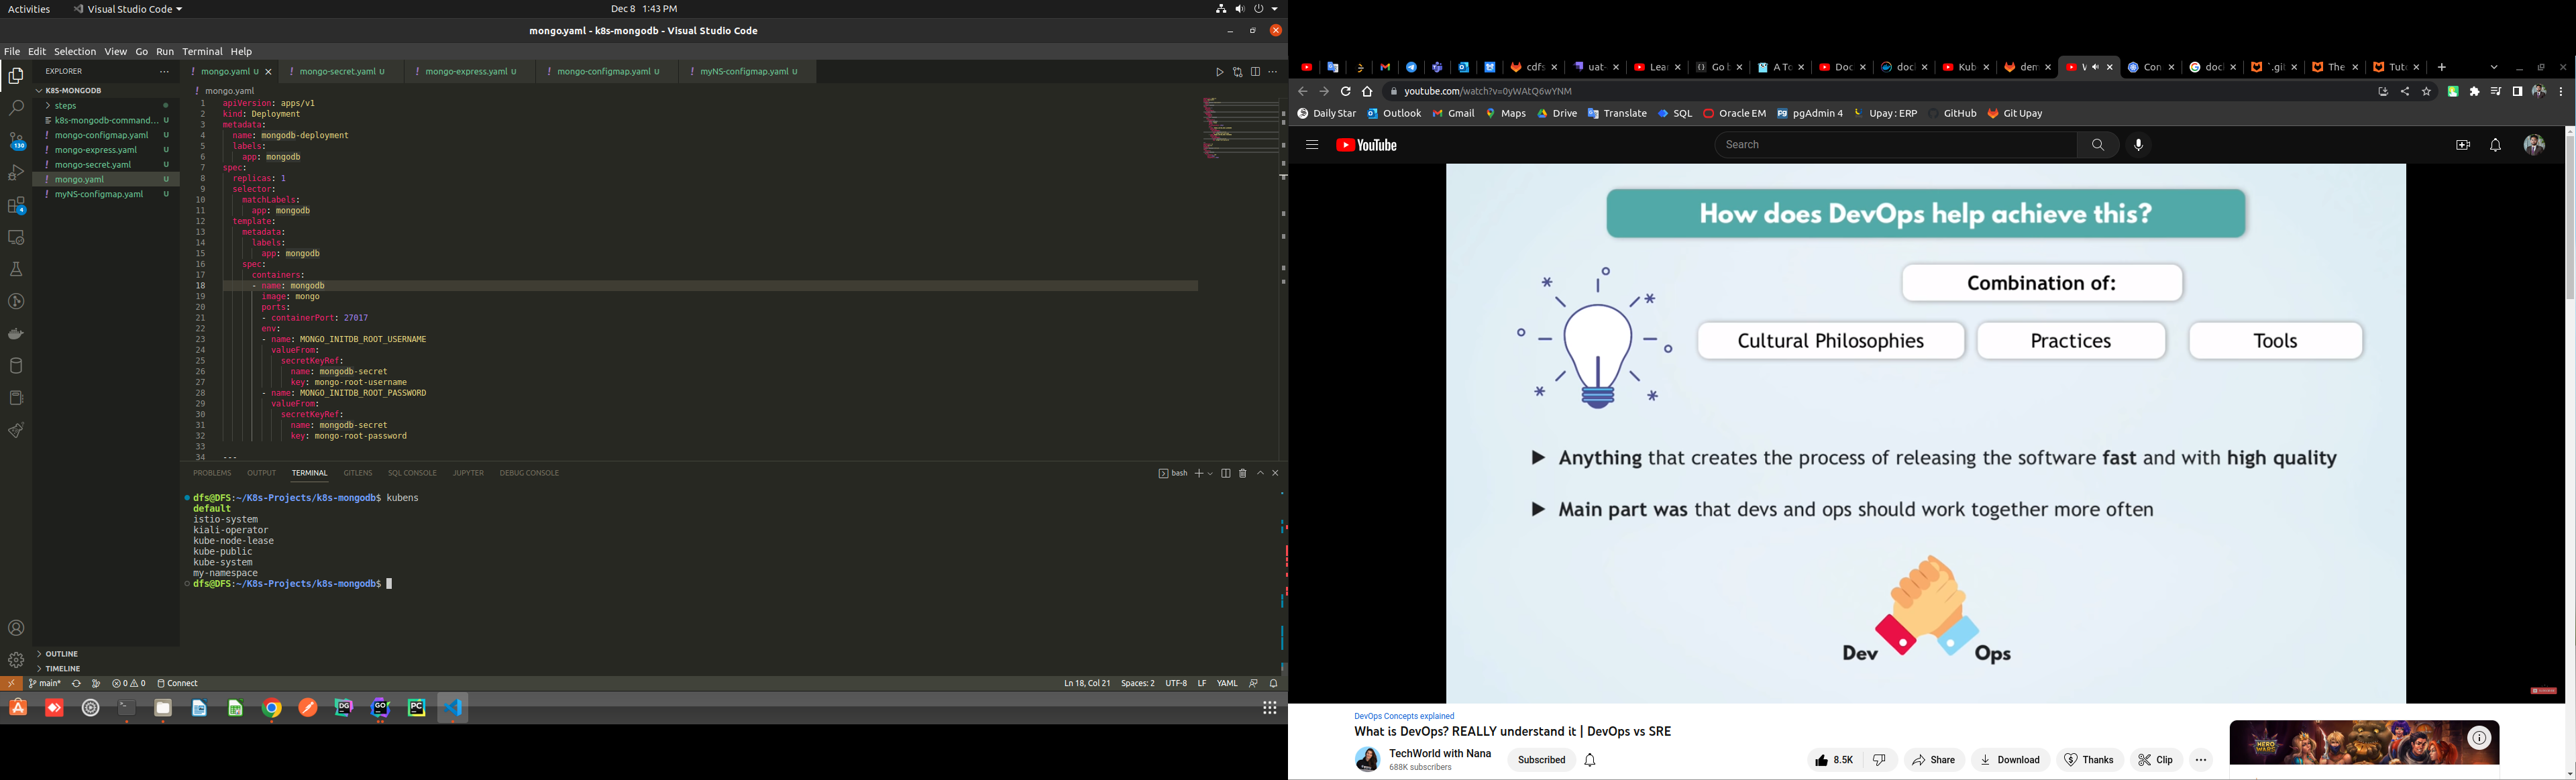 Activities
Visual Studio Code
Dec 8 1:43 PM
mongo.yaml - k8s-mongodb - Visual Studio Code
File Edit Selection View Go Run Terminal Help
EXPLORER
K8S-MONGODB
steps
k8s-mongodb-command... U
mongo-configmap.yaml U
mongo-express.yaml U
mongo-secret.yaml U
mongo.yaml U
myNS-configmap.yaml U
130
4
OUTLINE
TIMELINE
mongo.yaml U
mongo-secret.yaml U
mongo-express.yaml U
mongo-configmap.yaml U
myNS-configmap.yaml U
mongo.yaml
1 apiVersion: apps/v1
2 kind: Deployment
3 metadata:
4 name: mongodb-deployment
5 labels:
6 app: mongodb
7 spec:
8 replicas: 1
9 selector:
10 matchLabels:
11 app: mongodb
12 template:
13 metadata:
14 labels:
15 app: mongodb
16 spec:
17 containers:
18 - name: mongodb
19 image: mongo
20 ports:
21 - containerPort: 27017
22 env:
23 - name: MONGO_INITDB_ROOT_USERNAME
24 valueFrom:
25 secretKeyRef:
26 name: mongodb-secret
27 key: mongo-root-username
28 - name: MONGO_INITDB_ROOT_PASSWORD
29 valueFrom:
30 secretKeyRef:
31 name: mongodb-secret
32 key: mongo-root-password
33
34 ---
PROBLEMS OUTPUT TERMINAL GITLENS SQL CONSOLE JUPYTER DEBUG CONSOLE
bash
dfs@DFS:~/K8s-Projects/k8s-mongodb$ kubens
default
istio-system
kiali-operator
kube-node-lease
kube-public
kube-system
my-namespace
dfs@DFS:~/K8s-Projects/k8s-mongodb$
main* 0 0 Connect
Ln 18, Col 21 Spaces: 2 UTF-8 LF YAML
DG GO PC
cdfs uat- Lear Go b A To Doc doci Kub dem Con doci `.git The Tuto
youtube.com/watch?v=0yWAtQ6wYNM
Daily Star Outlook Gmail Maps Drive Translate SQL Oracle EM pgAdmin 4 Upay : ERP GitHub Git Upay
YouTube
Search
How does DevOps help achieve this?
Combination of:
Cultural Philosophies
Practices
Tools
Anything that creates the process of releasing the software fast and with high quality
Main part was that devs and ops should work together more often
Dev
Ops
DevOps Concepts explained
What is DevOps? REALLY understand it | DevOps vs SRE
TechWorld with Nana
688K subscribers
Subscribed
8.5K
Share
Download
Thanks
Clip
HERO WARS